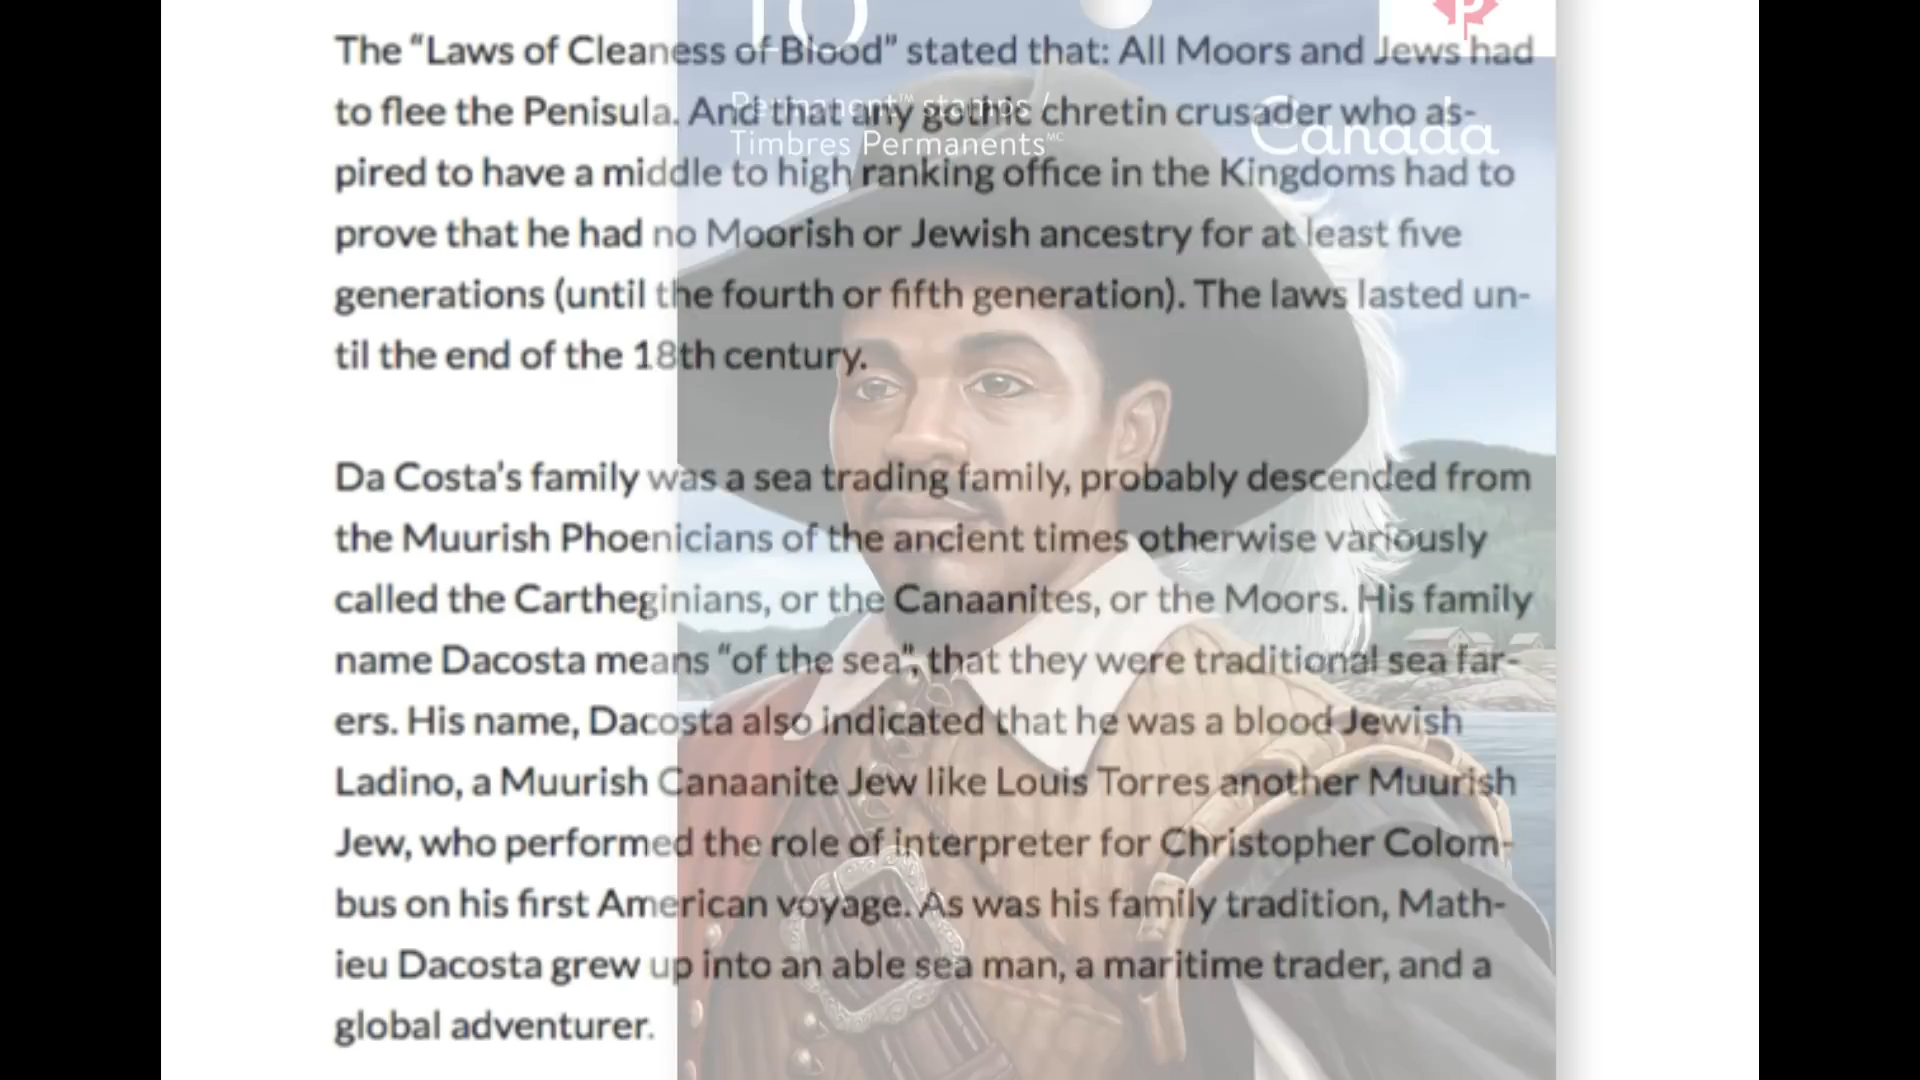 10
P
The “Laws of Cleaness of Blood” stated that: All Moors and Jews had
Permanent™ stamps /
to flee the Penisula. And that any gothic chretin crusader who as-
Canada
Timbres Permanents MC
pired to have a middle to high ranking office in the Kingdoms had to
prove that he had no Moorish or Jewish ancestry for at least five
generations (until the fourth or fifth generation). The laws lasted un-
til the end of the 18th century.
Da Costa's family was a sea trading family, probably descended from
the Muurish Phoenicians of the ancient times otherwise variously
called the Cartheginians, or the Canaanites, or the Moors. His family
name Dacosta means “of the sea”, that they were traditional sea far-
ers. His name, Dacosta also indicated that he was a blood Jewish
Ladino, a Muurish Canaanite Jew like Louis Torres another Muurish
Jew, who performed the role of interpreter for Christopher Colom-
bus on his first American voyage. As was his family tradition, Math-
ieu Dacosta grew up into an able sea man, a maritime trader, and a
global adventurer.